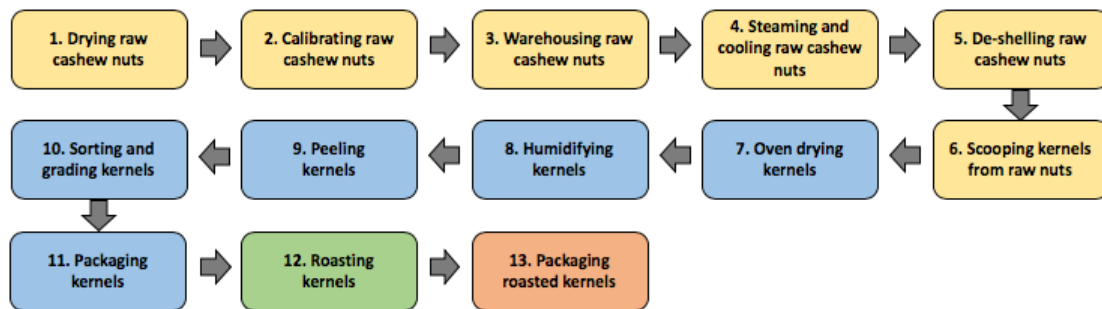 1. Drying raw
cashew nuts
2. Calibrating raw
cashew nuts
3. Warehousing raw
cashew nuts
4. Steaming and
cooling raw cashew
nuts
5. De-shelling raw
cashew nuts
6. Scooping kernels
from raw nuts
7. Oven drying
kernels
8. Humidifying
kernels
9. Peeling
kernels
10. Sorting and
grading kernels
11. Packaging
kernels
12. Roasting
kernels
13. Packaging
roasted kernels